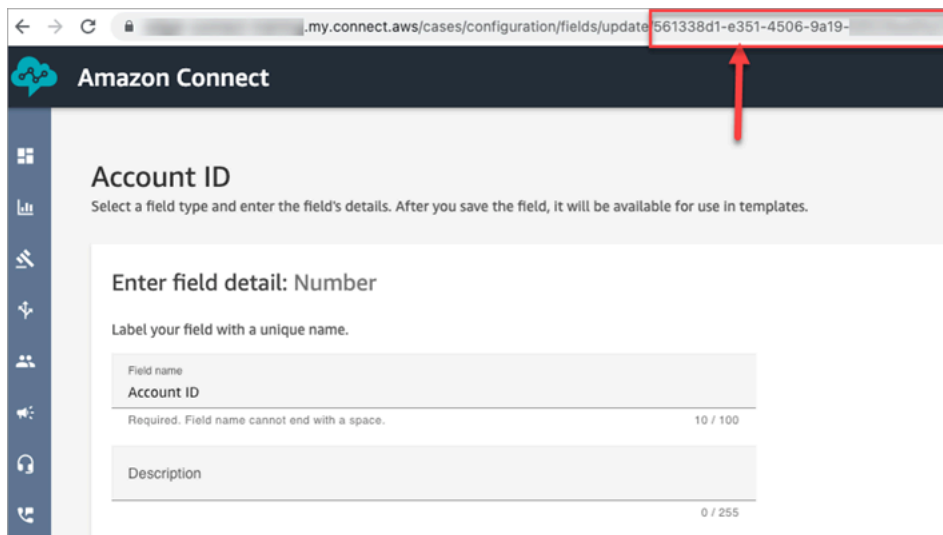 .my.connect.aws/cases/configuration/fields/update/561338d1-e351-4506-9a19-
Amazon Connect
Account ID
Select a field type and enter the field's details. After you save the field, it will be available for use in templates.
Enter field detail: Number
Label your field with a unique name.
Field name
Account ID
Required. Field name cannot end with a space.
10 / 100
Description
0 / 255